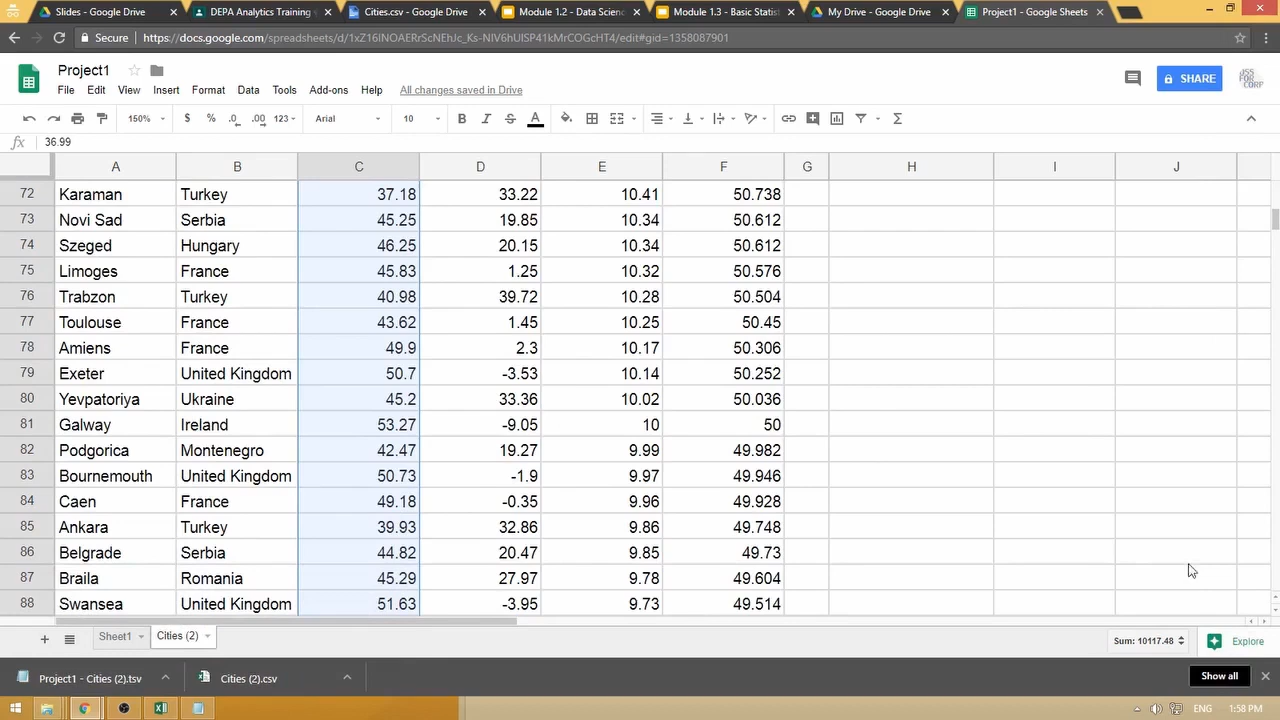 Slides - Google Drive
DEPA Analytics Training
Cities.csv - Google Drive
Module 1.2 - Data Scien
Module 1.3 - Basic Statist
My Drive - Google Drive
Project1 - Google Sheets
Secure https://docs.google.com/spreadsheets/d/1xZ16lNOAERrScNEhJc_Ks-NIV6hUISP41kMrCOGcHT4/edit#gid=1358087901
Project1
SHARE
File Edit View Insert Format Data Tools Add-ons Help All changes saved in Drive
150% $ % .0 .00 123 Arial 10 B I S A Σ
fx 36.99
A B C D E F G H I J
72 Karaman Turkey 37.18 33.22 10.41 50.738
73 Novi Sad Serbia 45.25 19.85 10.34 50.612
74 Szeged Hungary 46.25 20.15 10.34 50.612
75 Limoges France 45.83 1.25 10.32 50.576
76 Trabzon Turkey 40.98 39.72 10.28 50.504
77 Toulouse France 43.62 1.45 10.25 50.45
78 Amiens France 49.9 2.3 10.17 50.306
79 Exeter United Kingdom 50.7 -3.53 10.14 50.252
80 Yevpatoriya Ukraine 45.2 33.36 10.02 50.036
81 Galway Ireland 53.27 -9.05 10 50
82 Podgorica Montenegro 42.47 19.27 9.99 49.982
83 Bournemouth United Kingdom 50.73 -1.9 9.97 49.946
84 Caen France 49.18 -0.35 9.96 49.928
85 Ankara Turkey 39.93 32.86 9.86 49.748
86 Belgrade Serbia 44.82 20.47 9.85 49.73
87 Braila Romania 45.29 27.97 9.78 49.604
88 Swansea United Kingdom 51.63 -3.95 9.73 49.514
Sheet1 Cities (2) Sum: 10117.48 Explore
Project1 - Cities (2).tsv Cities (2).csv Show all
ENG 1:58 PM